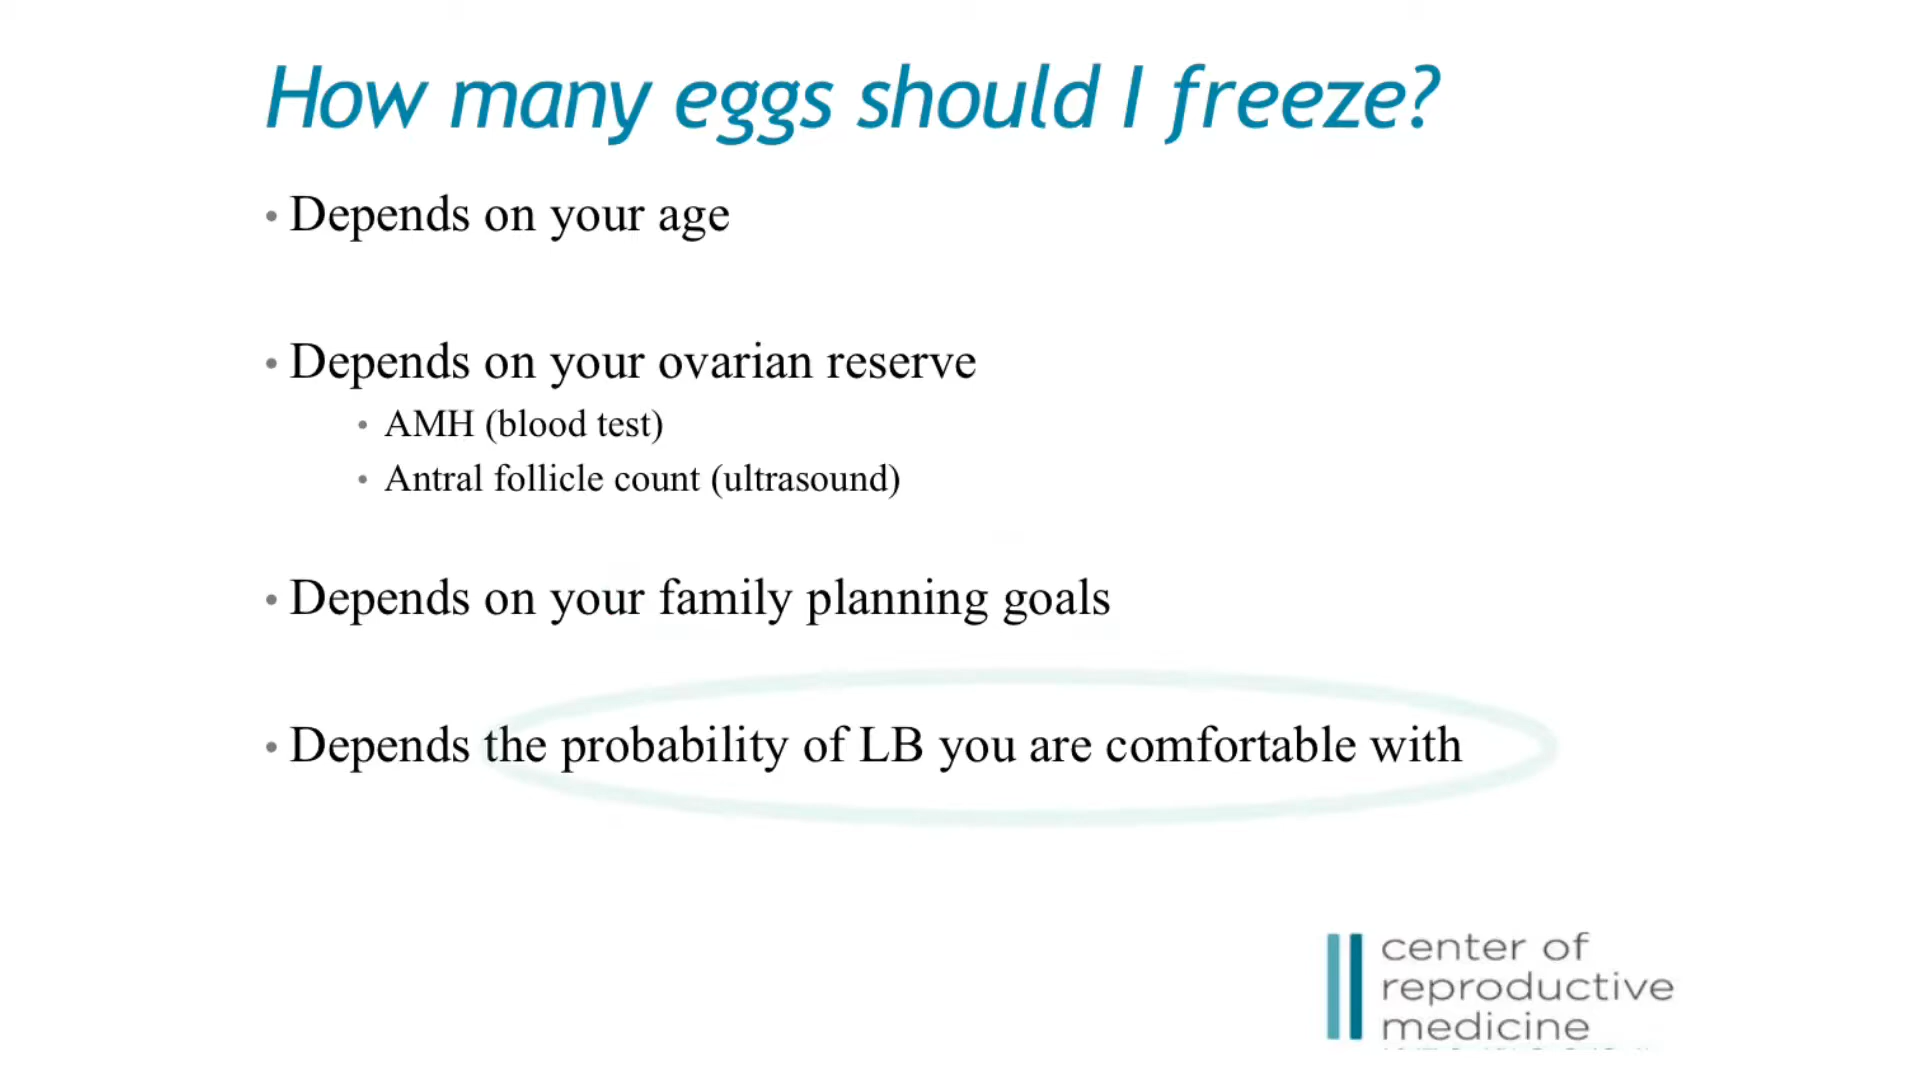 How many eggs should I freeze?
• Depends on your age
• Depends on your ovarian reserve
• AMH (blood test)
• Antral follicle count (ultrasound)
• Depends on your family planning goals
• Depends the probability of LB you are comfortable with
center of
reproductive
medicine